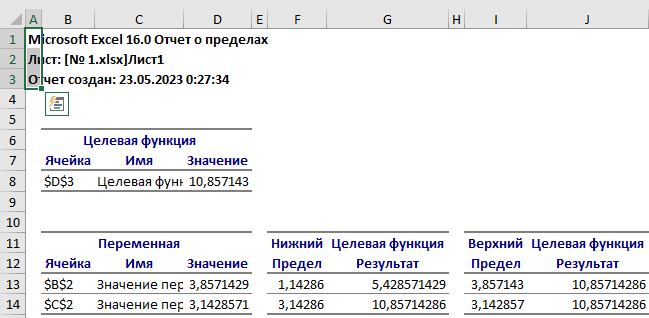 A B C D E F G H I J
1 Microsoft Excel 16.0 Отчет о пределах
2 Лист: [№ 1.xlsx]Лист1
3 Отчет создан: 23.05.2023 0:27:34
4
5
6 Целевая функция
7 Ячейка Имя Значение
8 $D$3 Целевая функ 10,857143
9
10
11 Переменная Нижний Целевая функция Верхний Целевая функция
12 Ячейка Имя Значение Предел Результат Предел Результат
13 $B$2 Значение пер 3,8571429 1,14286 5,428571429 3,857143 10,85714286
14 $C$2 Значение пер 3,1428571 3,14286 10,85714286 3,142857 10,85714286